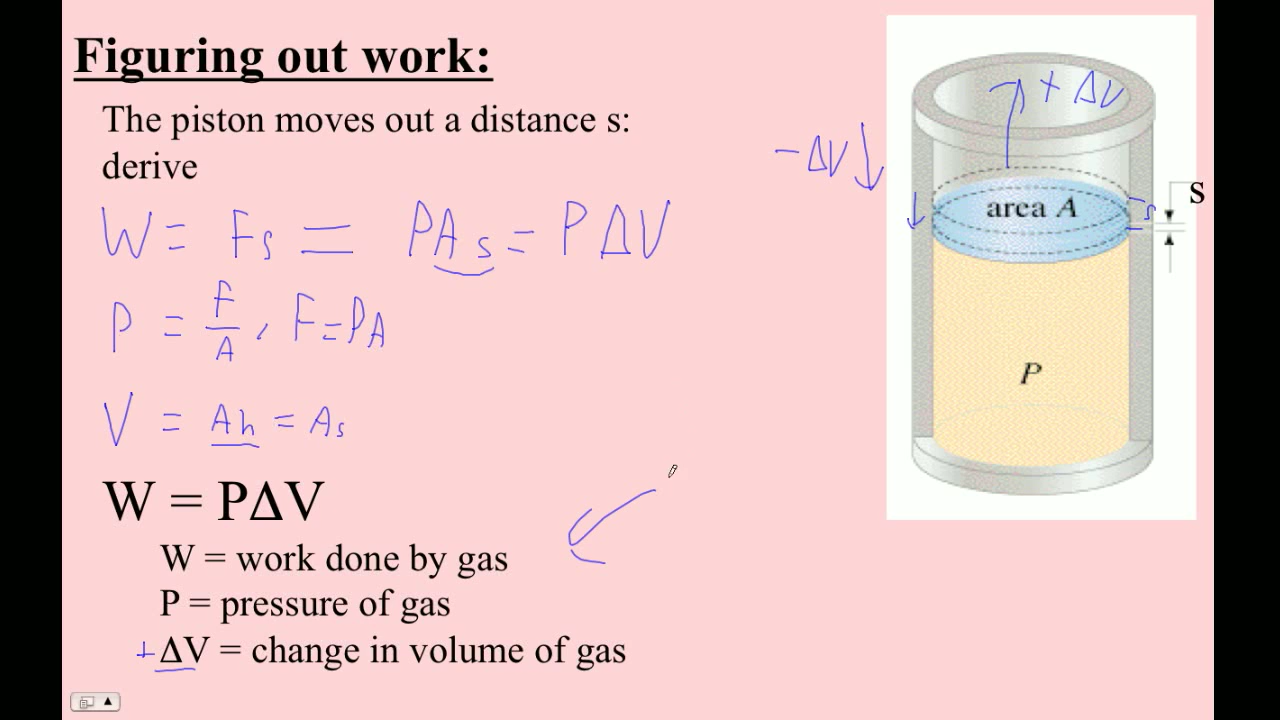 Figuring out work:
The piston moves out a distance s:
derive
W = Fs = PAs = PΔV
P = F/A, F=PA
V = Ah = As
W = PΔV
W = work done by gas
P = pressure of gas
+ ΔV = change in volume of gas
+ ΔV
- ΔV ↓
area A
s
S
P